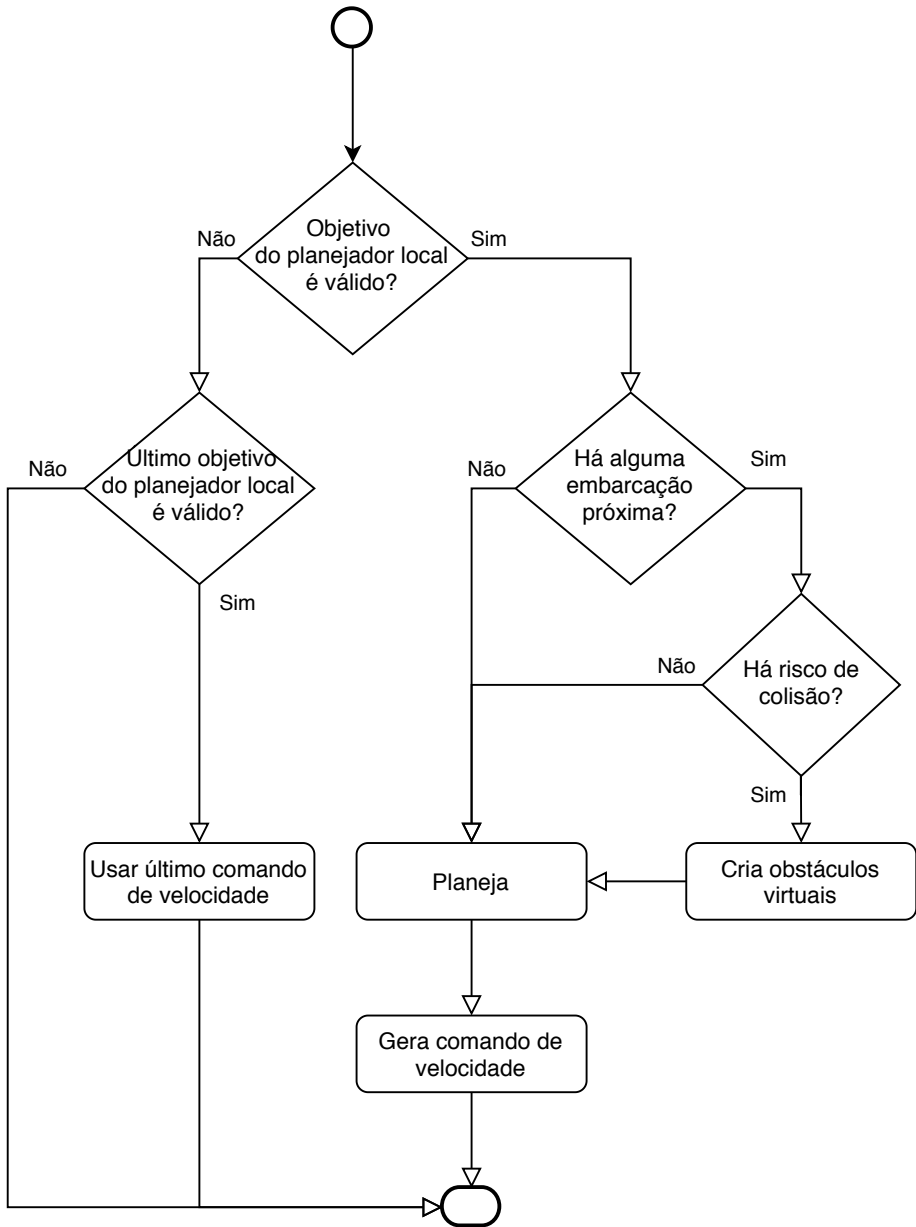 Objetivo
do planejador local
é válido?
Não
Sim
Último objetivo
do planejador local
é válido?
Não
Sim
Há alguma
embarcação
próxima?
Não
Sim
Há risco de
colisão?
Não
Sim
Usar último comando
de velocidade
Planeja
Cria obstáculos
virtuais
Gera comando de
velocidade